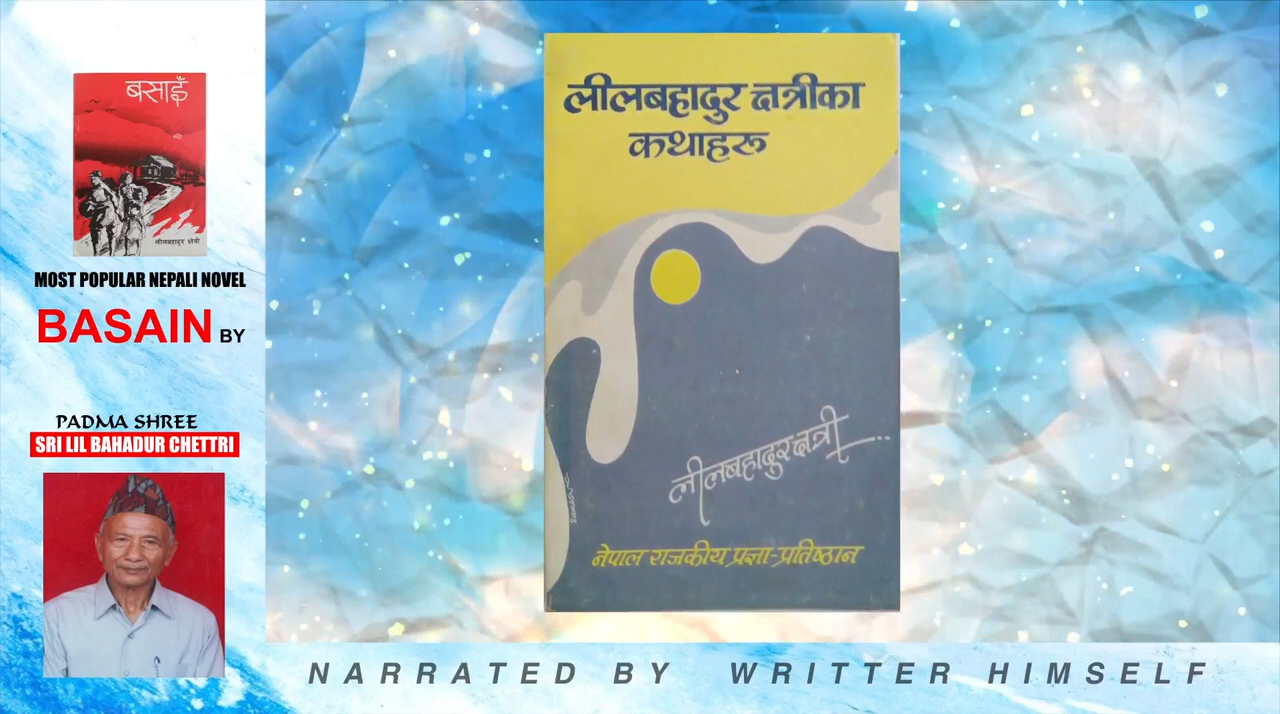 बसाइँ
लीलबहादुर क्षेत्री
MOST POPULAR NEPALI NOVEL
BASAIN BY
PADMA SHREE
SRI LIL BAHADUR CHETTRI
लीलबहादुर क्षत्रीका
कथाहरू
लीलबहादुर क्षत्री...
नेपाल राजकीय प्रज्ञा-प्रतिष्ठान
NARRATED BY WRITTER HIMSELF